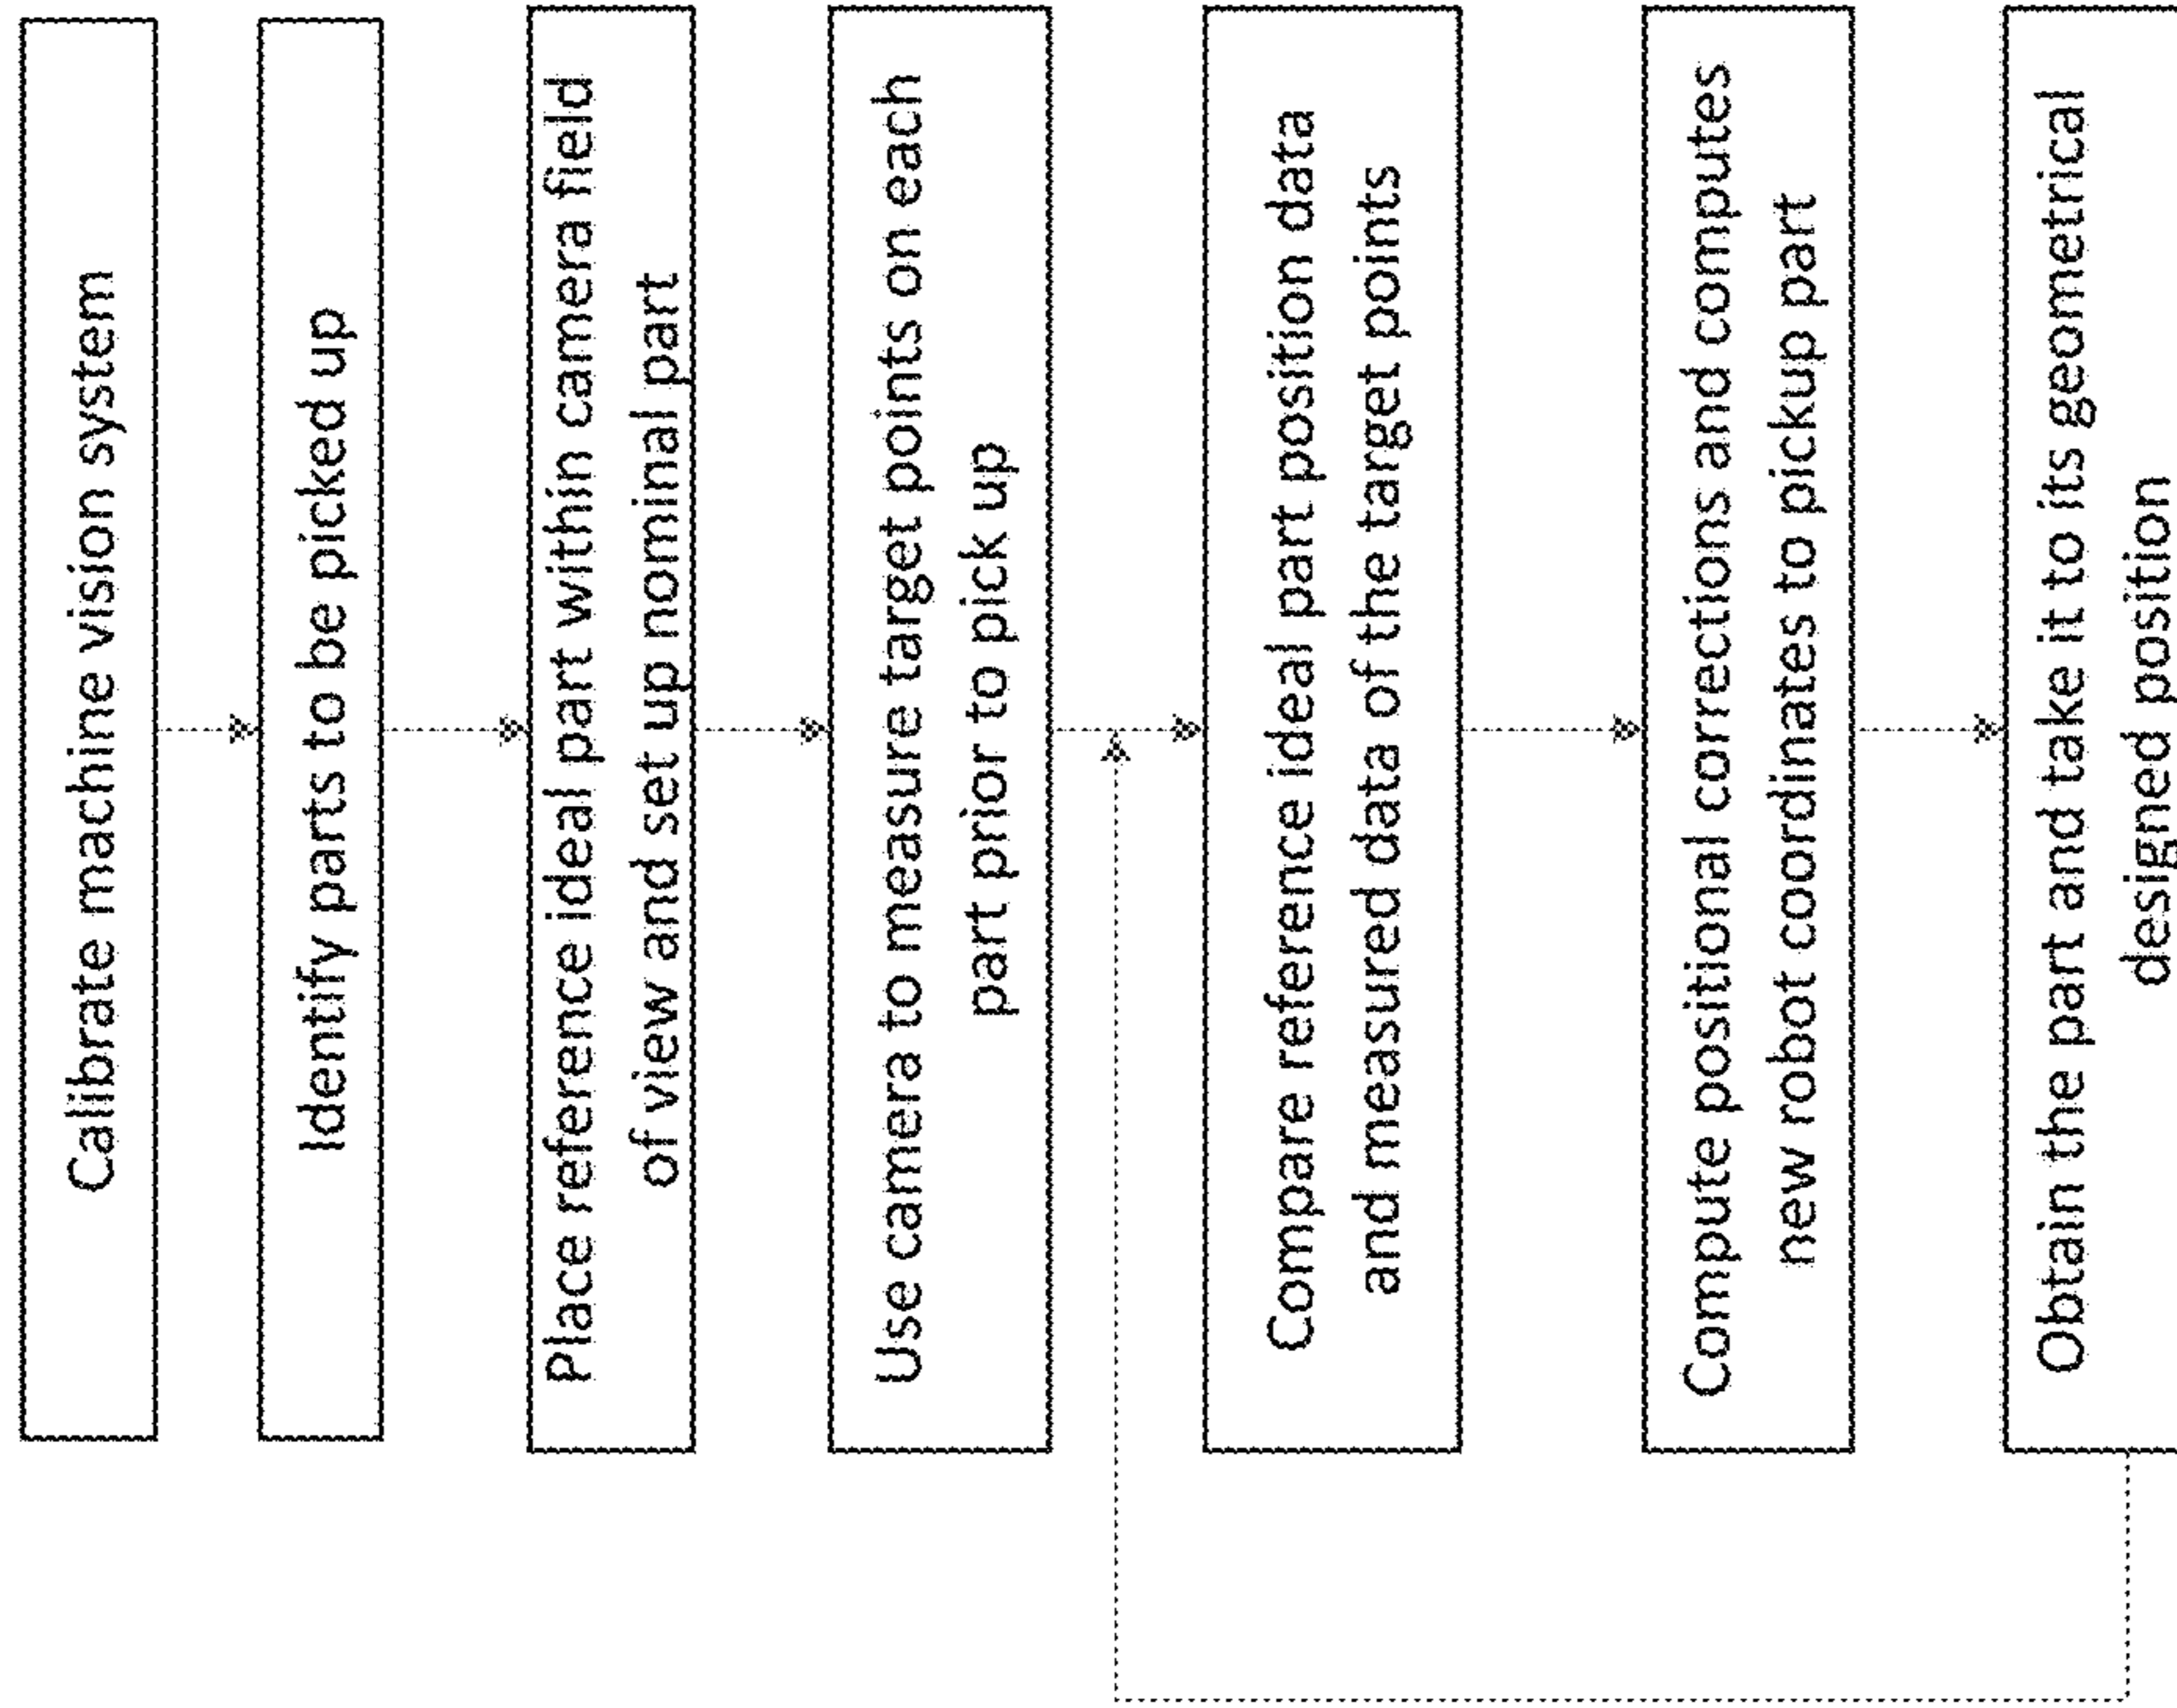 Calibrate machine vision system
Identify parts to be picked up
Place reference ideal part within camera field
of view and set up nominal part
Use camera to measure target points on each
part prior to pick up
Compare reference ideal part position data
and measured data of the target points
Compute positional corrections and computes
new robot coordinates to pickup part
Obtain the part and take it to its geometrical
designed position